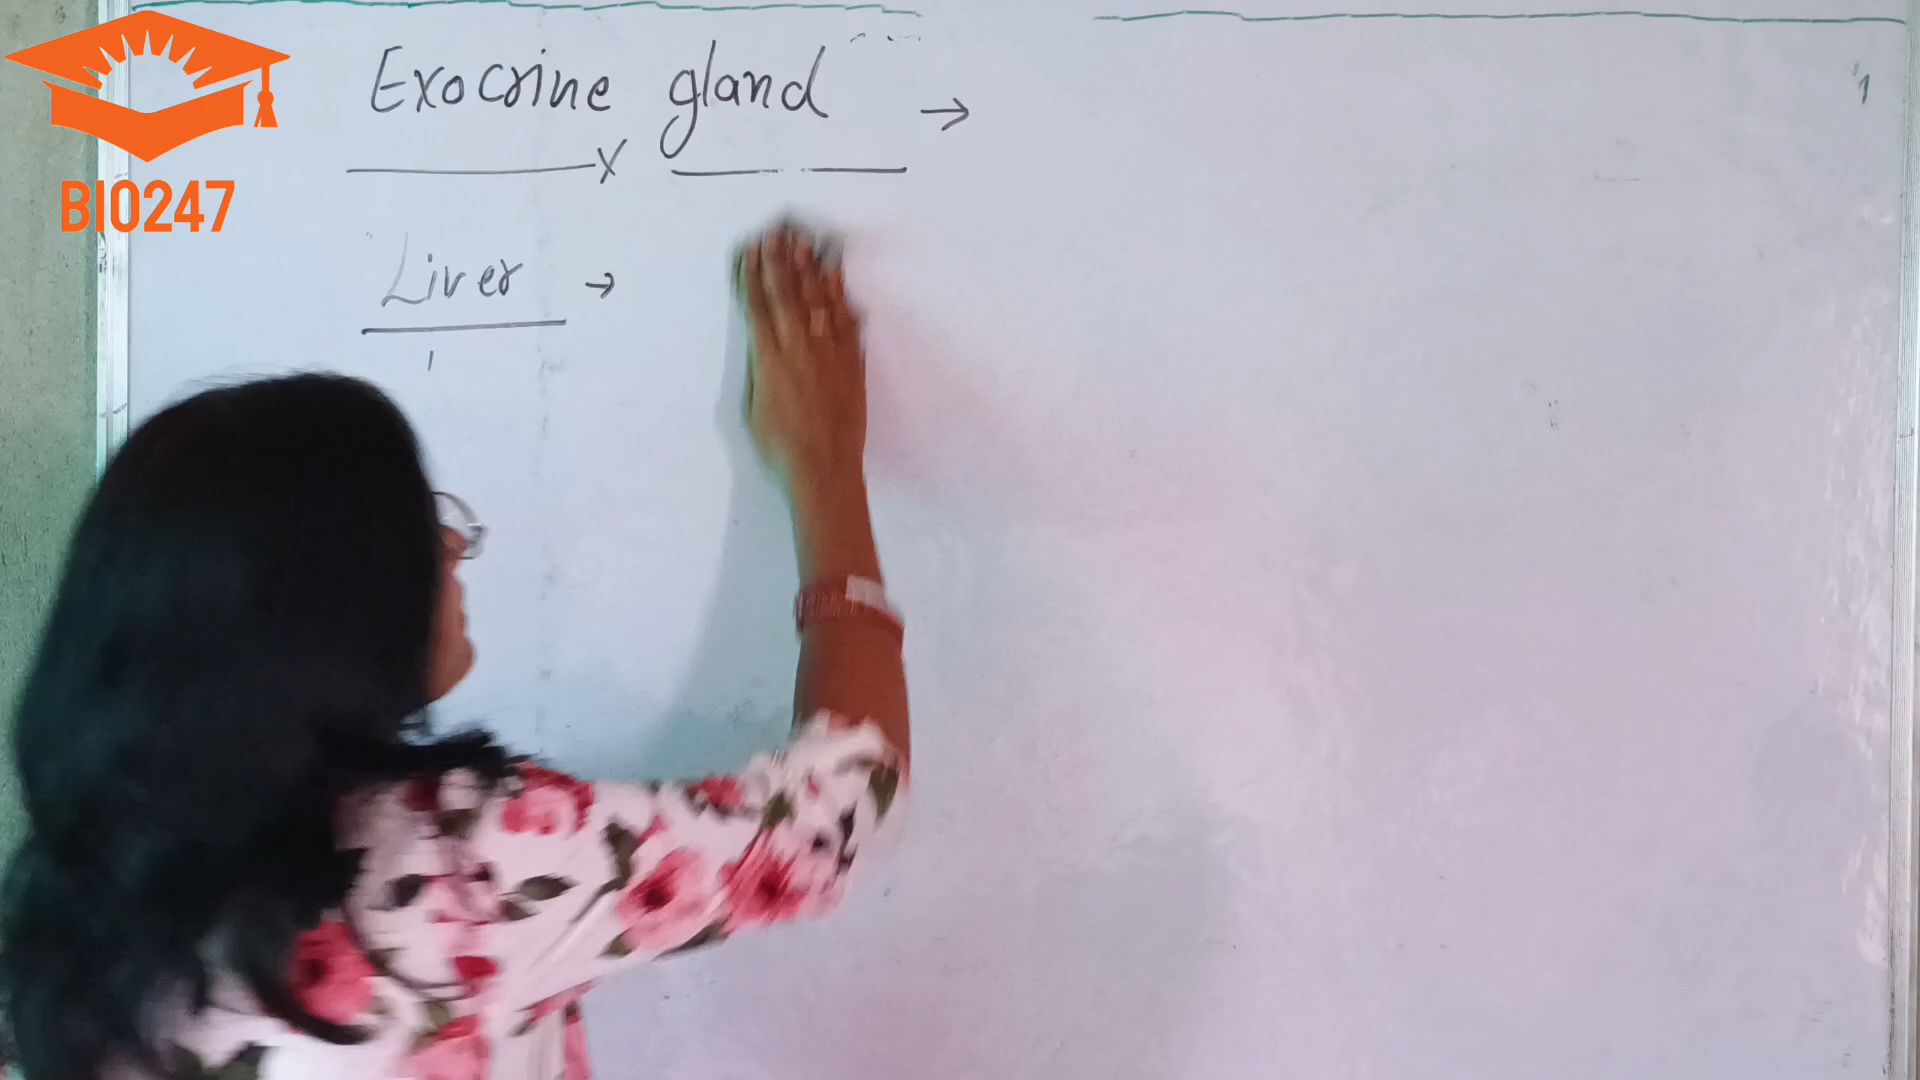 BIO247
Exocrine gland →
x
Liver →